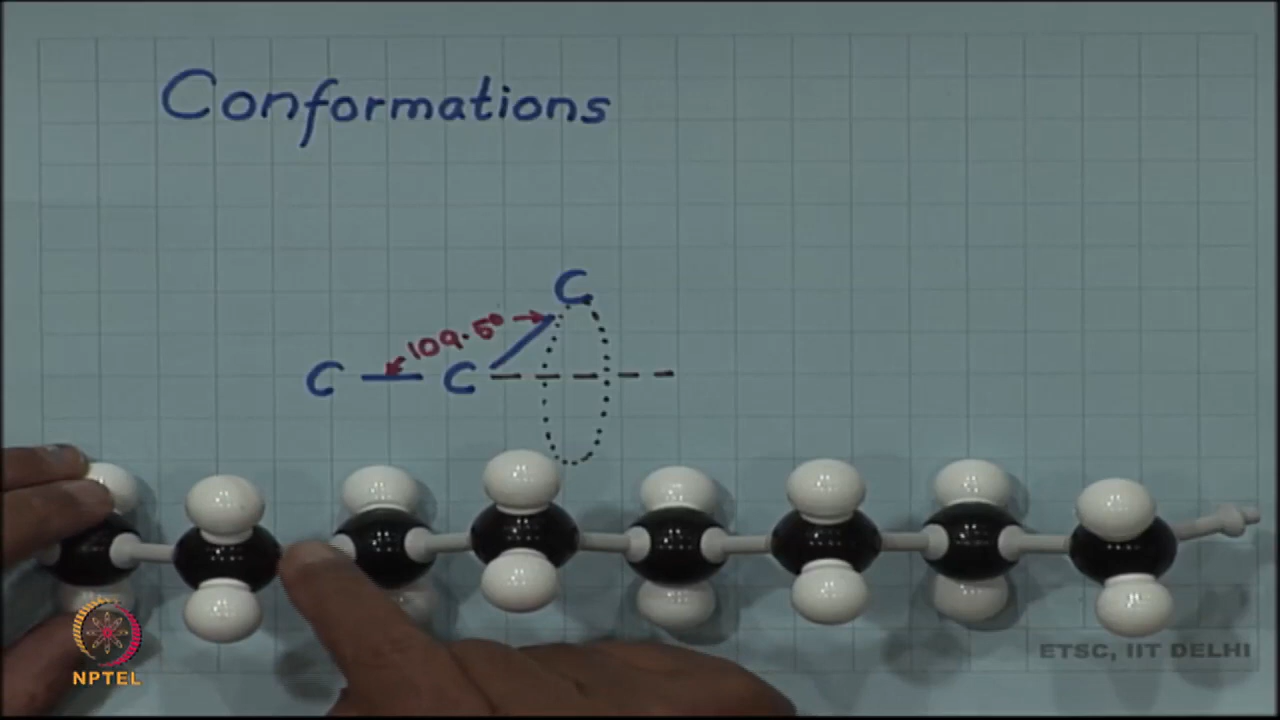 Conformations
C
109.5°
C — C
NPTEL
ETSC, IIT DELHI